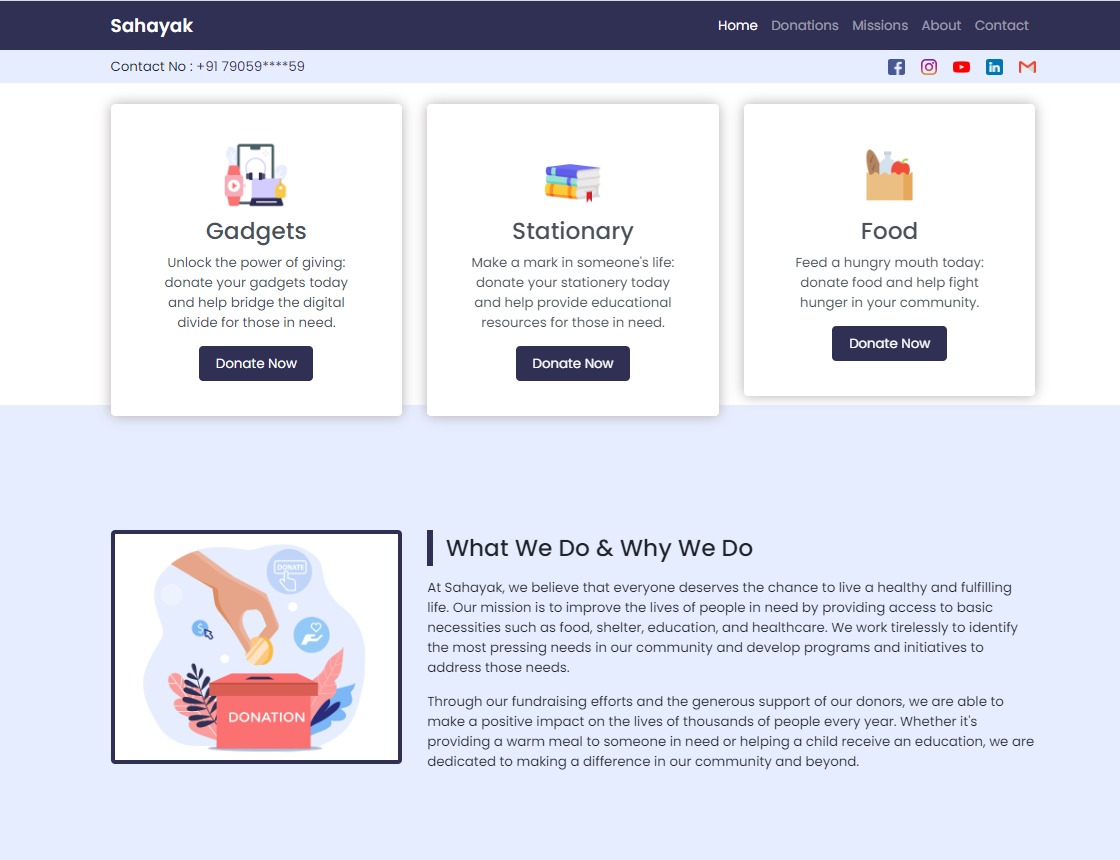 Sahayak
Home Donations Missions About Contact
Contact No : +91 79059****59
Gadgets
Unlock the power of giving:
donate your gadgets today
and help bridge the digital
divide for those in need.
Donate Now
Stationary
Make a mark in someone's life:
donate your stationery today
and help provide educational
resources for those in need.
Donate Now
Food
Feed a hungry mouth today:
donate food and help fight
hunger in your community.
Donate Now
DONATE
DONATION
What We Do & Why We Do
At Sahayak, we believe that everyone deserves the chance to live a healthy and fulfilling
life. Our mission is to improve the lives of people in need by providing access to basic
necessities such as food, shelter, education, and healthcare. We work tirelessly to identify
the most pressing needs in our community and develop programs and initiatives to
address those needs.
Through our fundraising efforts and the generous support of our donors, we are able to
make a positive impact on the lives of thousands of people every year. Whether it's
providing a warm meal to someone in need or helping a child receive an education, we are
dedicated to making a difference in our community and beyond.